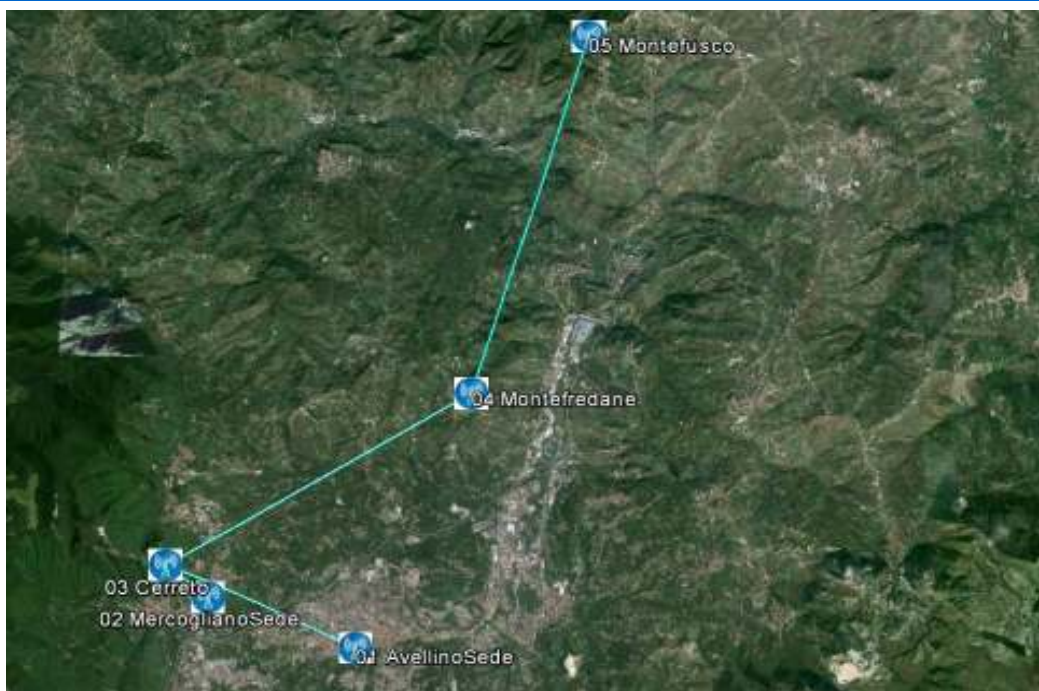 05 Montefusco
04 Montefredane
03 Cerreto
02 MercoglianoSede
01 AvellinoSede